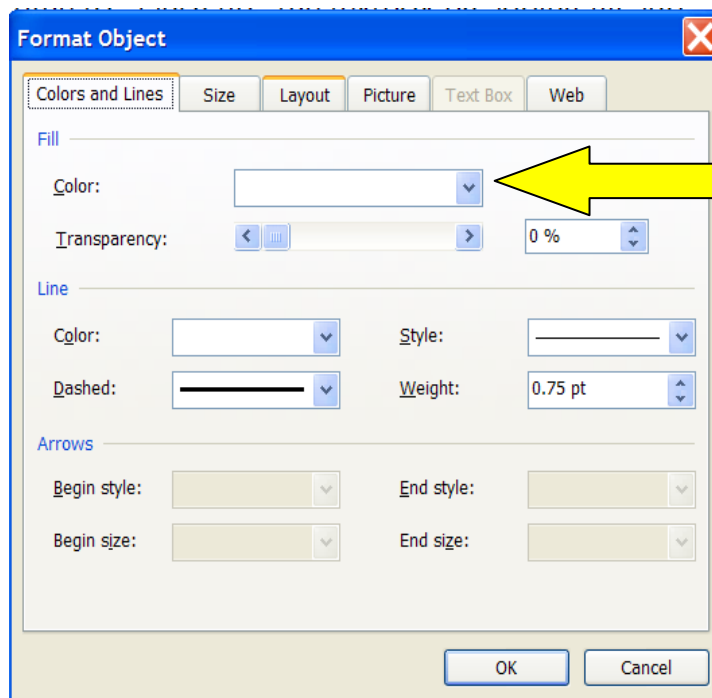 Format Object
Colors and Lines Size Layout Picture Text Box Web
Fill
Color:
Transparency: 0 %
Line
Color: Style:
Dashed: Weight: 0.75 pt
Arrows
Begin style: End style:
Begin size: End size:
OK Cancel